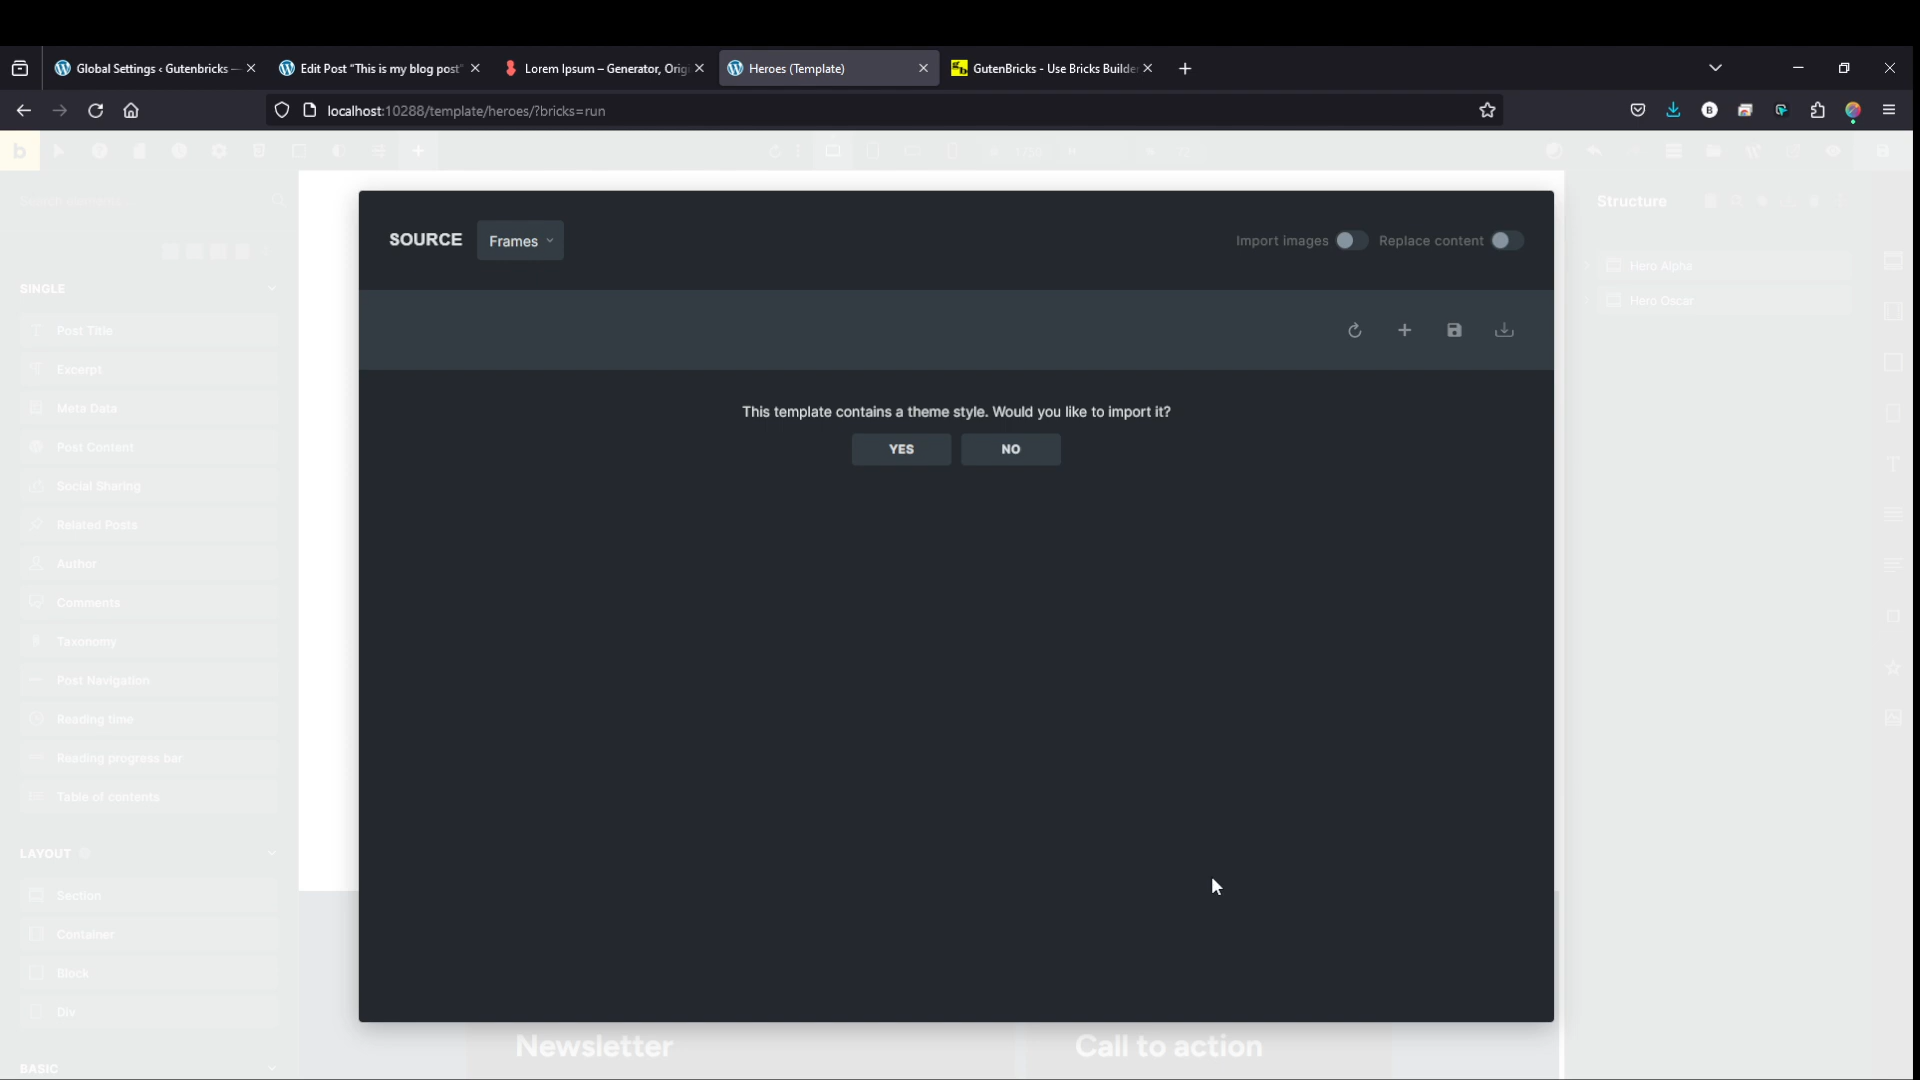 Global Settings ‹ Gutenbricks —
Edit Post "This is my blog post"
Lorem Ipsum – Generator, Orig
Heroes (Template)
GutenBricks - Use Bricks Builder
localhost:10288/template/heroes/?bricks=run
B
b
Search elements
Structure
SOURCE
Frames
Import images
Replace content
Hero Alpha
Hero Oscar
SINGLE
Post Title
Excerpt
Meta Data
Post Content
Social Sharing
Related Posts
Author
Comments
Taxonomy
Post Navigation
Reading time
Reading progress bar
Table of contents
This template contains a theme style. Would you like to import it?
YES
NO
LAYOUT
Section
Container
Block
Div
BASIC
Newsletter
Call to action